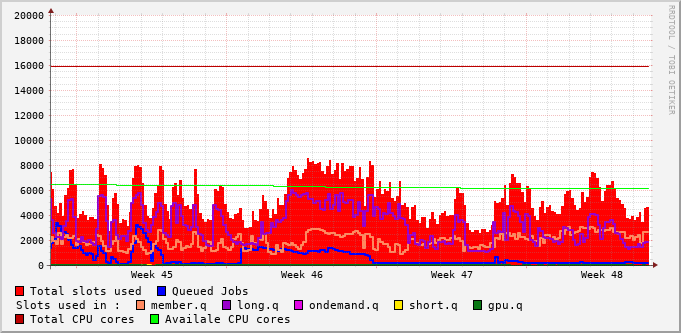 20000
18000
16000
14000
12000
10000
8000
6000
4000
2000
0
Week 45 Week 46 Week 47 Week 48
RRDTOOL / TOBI OETIKER
Total slots used Queued Jobs
Slots used in : member.q long.q ondemand.q short.q gpu.q
Total CPU cores Availale CPU cores